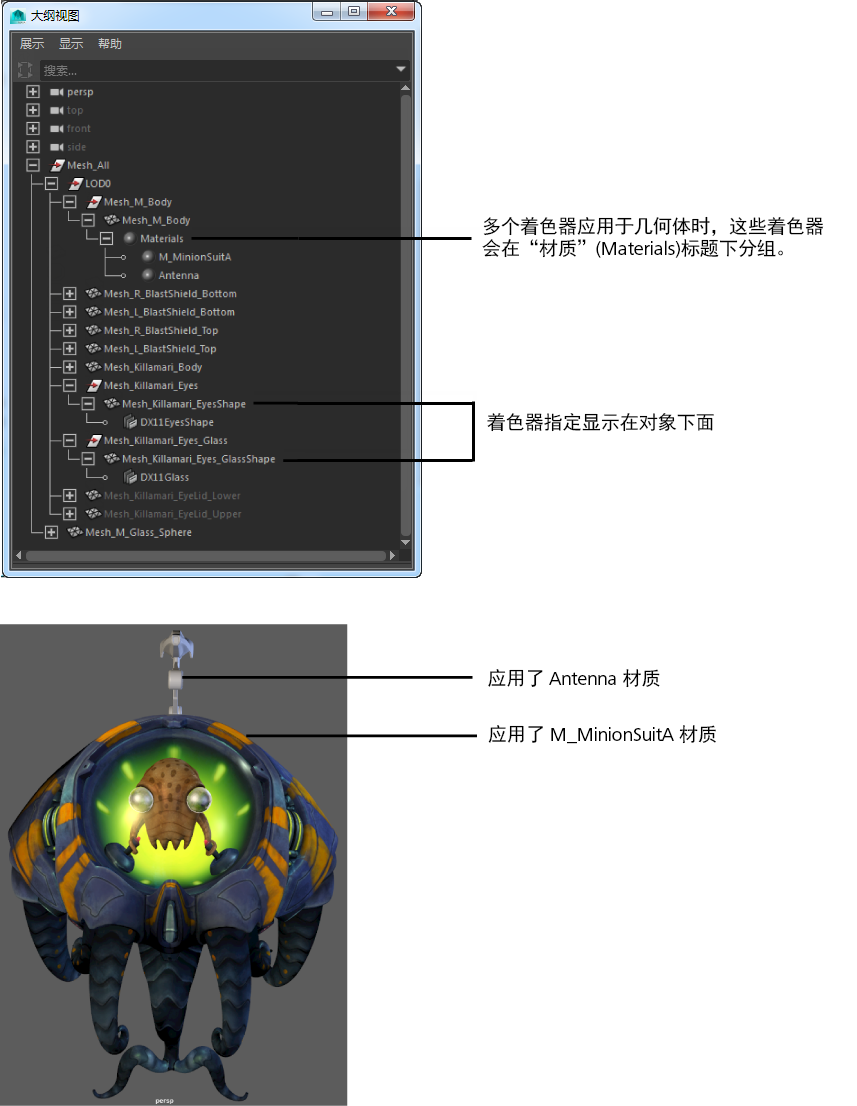 大纲视图
展示 显示 帮助
搜索...
persp
top
front
side
Mesh_All
LOD0
Mesh_M_Body
Mesh_M_Body
Materials
M_MinionSuitA
Antenna
Mesh_R_BlastShield_Bottom
Mesh_L_BlastShield_Bottom
Mesh_R_BlastShield_Top
Mesh_L_BlastShield_Top
Mesh_Killamari_Body
Mesh_Killamari_Eyes
Mesh_Killamari_EyesShape
DX11EyesShape
Mesh_Killamari_Eyes_Glass
Mesh_Killamari_Eyes_GlassShape
DX11Glass
Mesh_Killamari_EyeLid_Lower
Mesh_Killamari_EyeLid_Upper
Mesh_M_Glass_Sphere
多个着色器应用于几何体时，这些着色器
会在“材质”(Materials)标题下分组。
着色器指定显示在对象下面
应用了 Antenna 材质
应用了 M_MinionSuitA 材质
persp